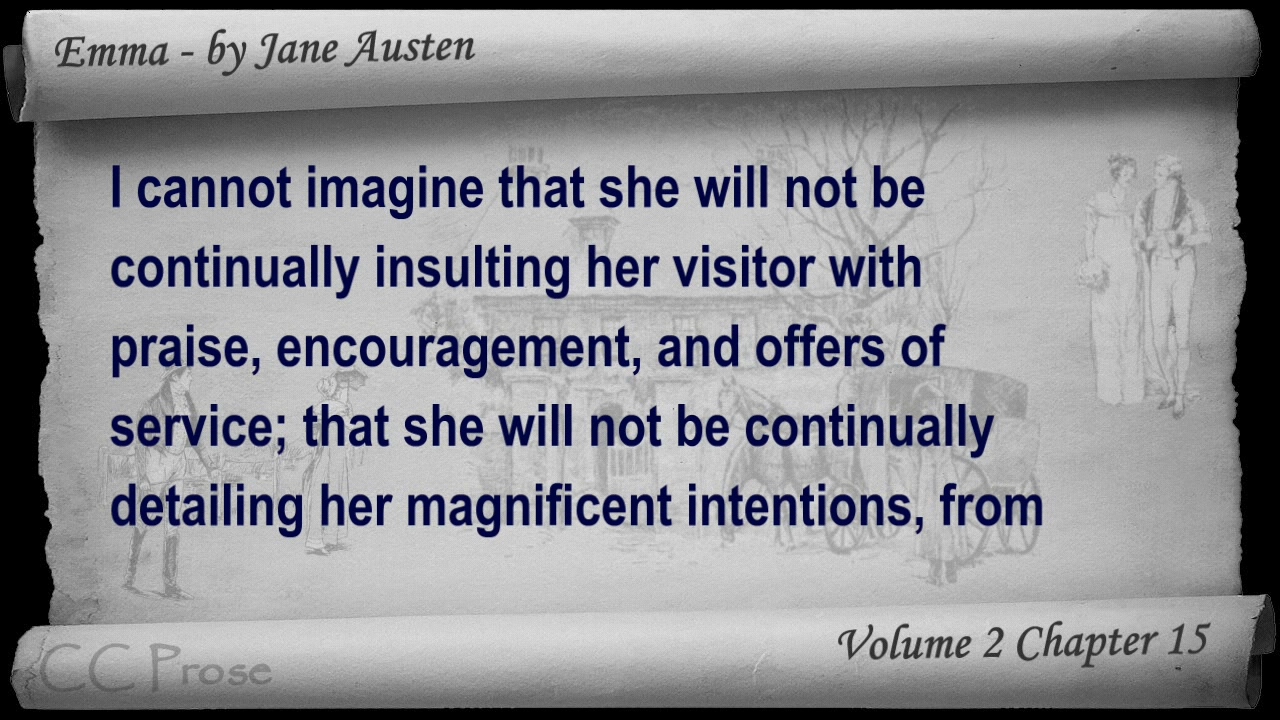 Emma - by Jane Austen
I cannot imagine that she will not be
continually insulting her visitor with
praise, encouragement, and offers of
service; that she will not be continually
detailing her magnificent intentions, from
Volume 2 Chapter 15
CC Prose